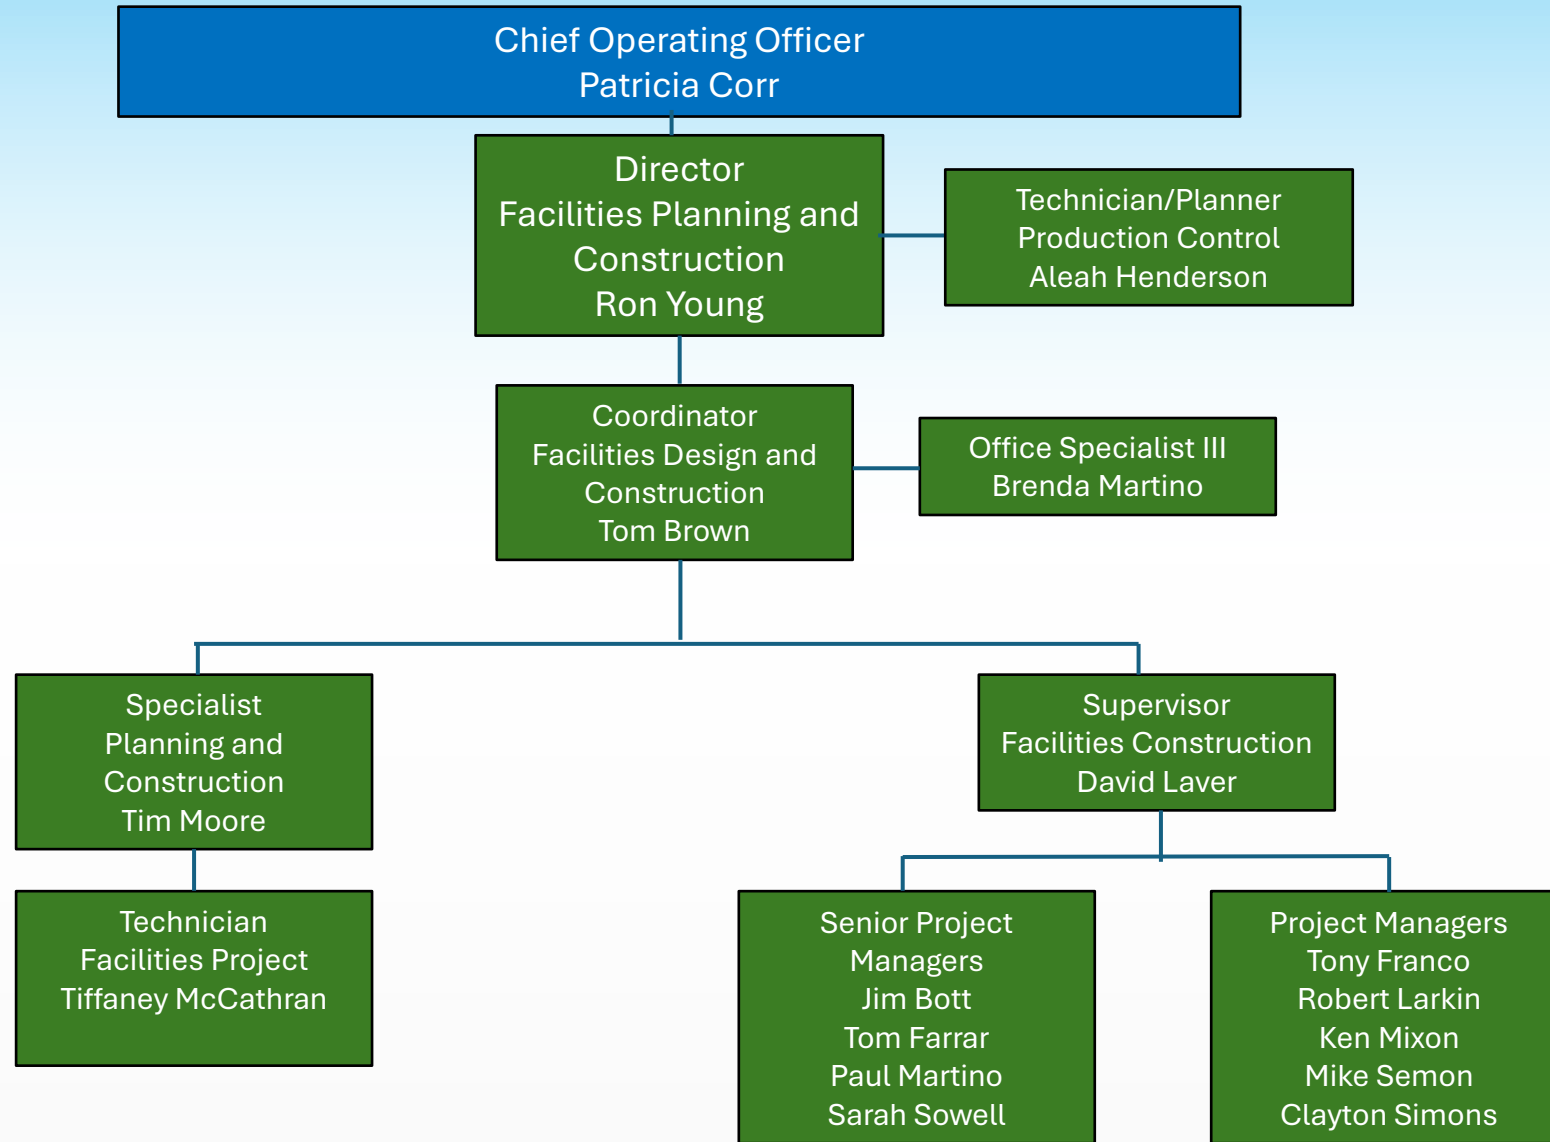 Chief Operating Officer
Patricia Corr
Director
Facilities Planning and
Construction
Ron Young
Technician/Planner
Production Control
Aleah Henderson
Coordinator
Facilities Design and
Construction
Tom Brown
Office Specialist III
Brenda Martino
Specialist
Planning and
Construction
Tim Moore
Supervisor
Facilities Construction
David Laver
Technician
Facilities Project
Tiffaney McCathran
Senior Project
Managers
Jim Bott
Tom Farrar
Paul Martino
Sarah Sowell
Project Managers
Tony Franco
Robert Larkin
Ken Mixon
Mike Semon
Clayton Simons